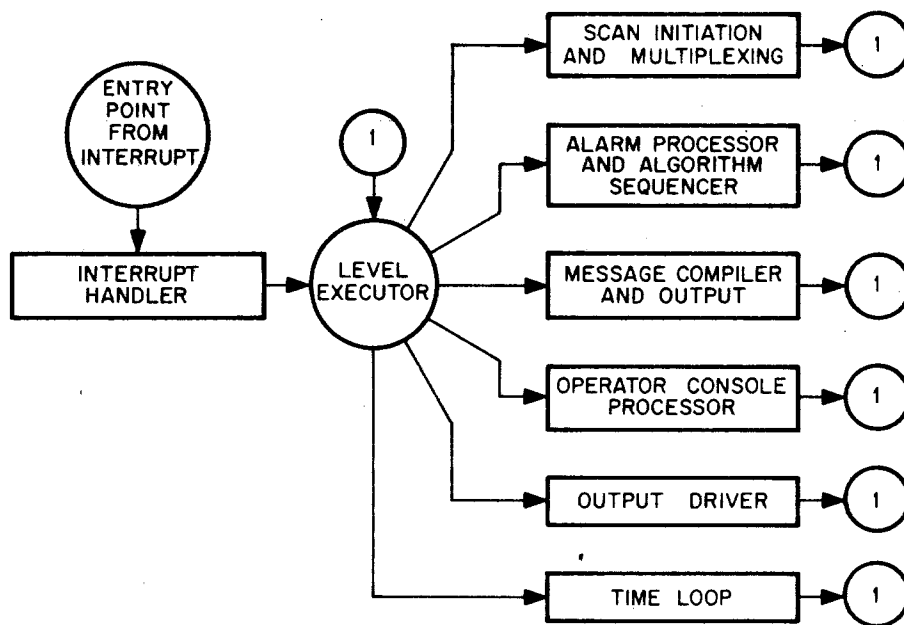 ENTRY
POINT
FROM
INTERRUPT
INTERRUPT
HANDLER
1
LEVEL
EXECUTOR
SCAN INITIATION
AND MULTIPLEXING
1
ALARM PROCESSOR
AND ALGORITHM
SEQUENCER
1
MESSAGE COMPILER
AND OUTPUT
1
OPERATOR CONSOLE
PROCESSOR
1
OUTPUT DRIVER
1
TIME LOOP
1